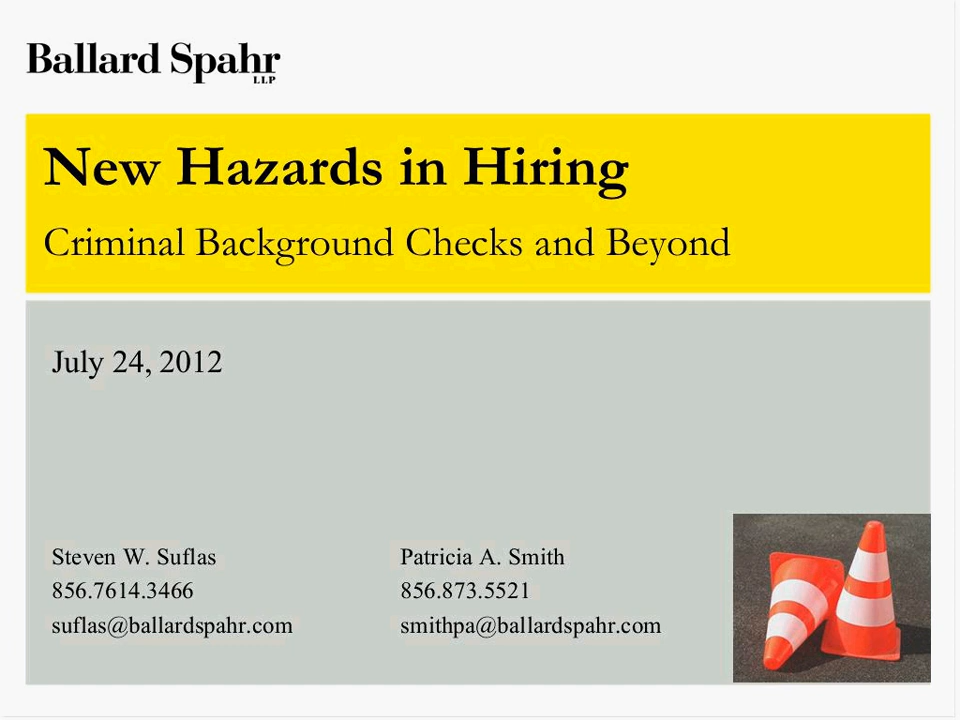 Ballard Spahr
LLP
New Hazards in Hiring
Criminal Background Checks and Beyond
July 24, 2012
Steven W. Suflas
856.7614.3466
suflas@ballardspahr.com
Patricia A. Smith
856.873.5521
smithpa@ballardspahr.com